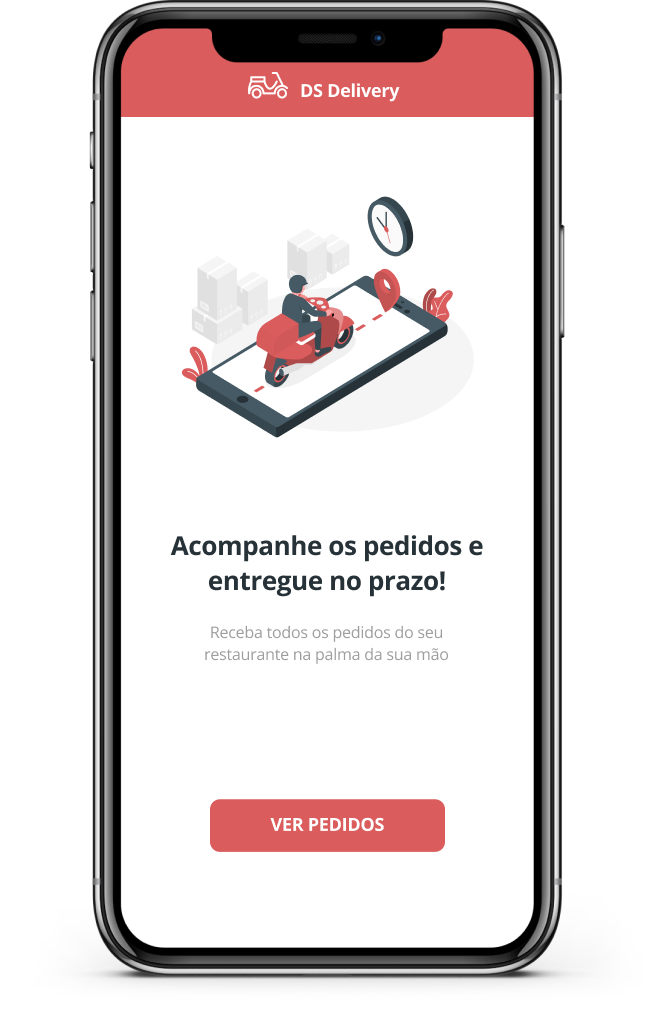 DS Delivery
Acompanhe os pedidos e
entregue no prazo!
Receba todos os pedidos do seu
restaurante na palma da sua mão
VER PEDIDOS